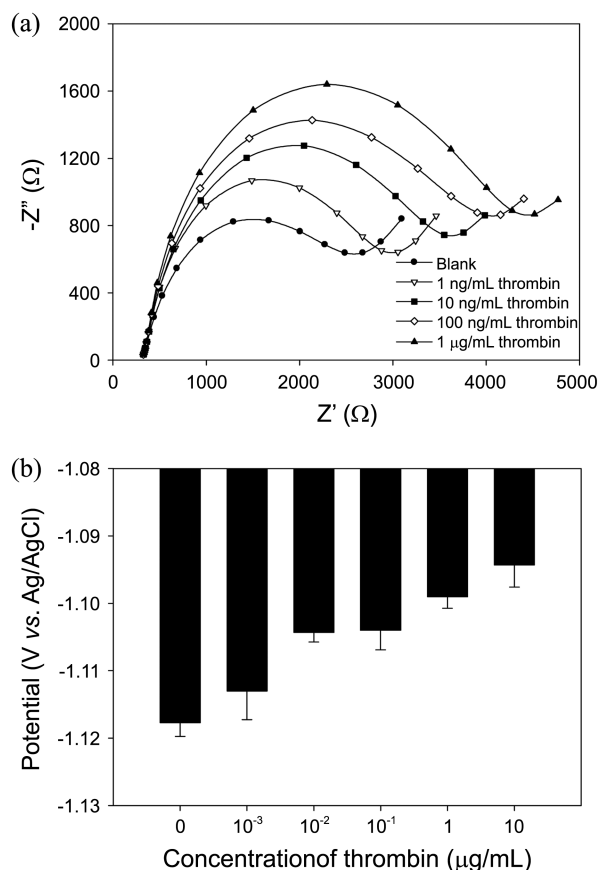 (a)
2000
1600
1200
800
400
0
-Z" (Ω)
Blank
1 ng/mL thrombin
10 ng/mL thrombin
100 ng/mL thrombin
1 μg/mL thrombin
0 1000 2000 3000 4000 5000
Z' (Ω)
(b)
-1.08
-1.09
-1.10
-1.11
-1.12
-1.13
Potential (V vs. Ag/AgCl)
0 10⁻³ 10⁻² 10⁻¹ 1 10
Concentrationof thrombin (μg/mL)